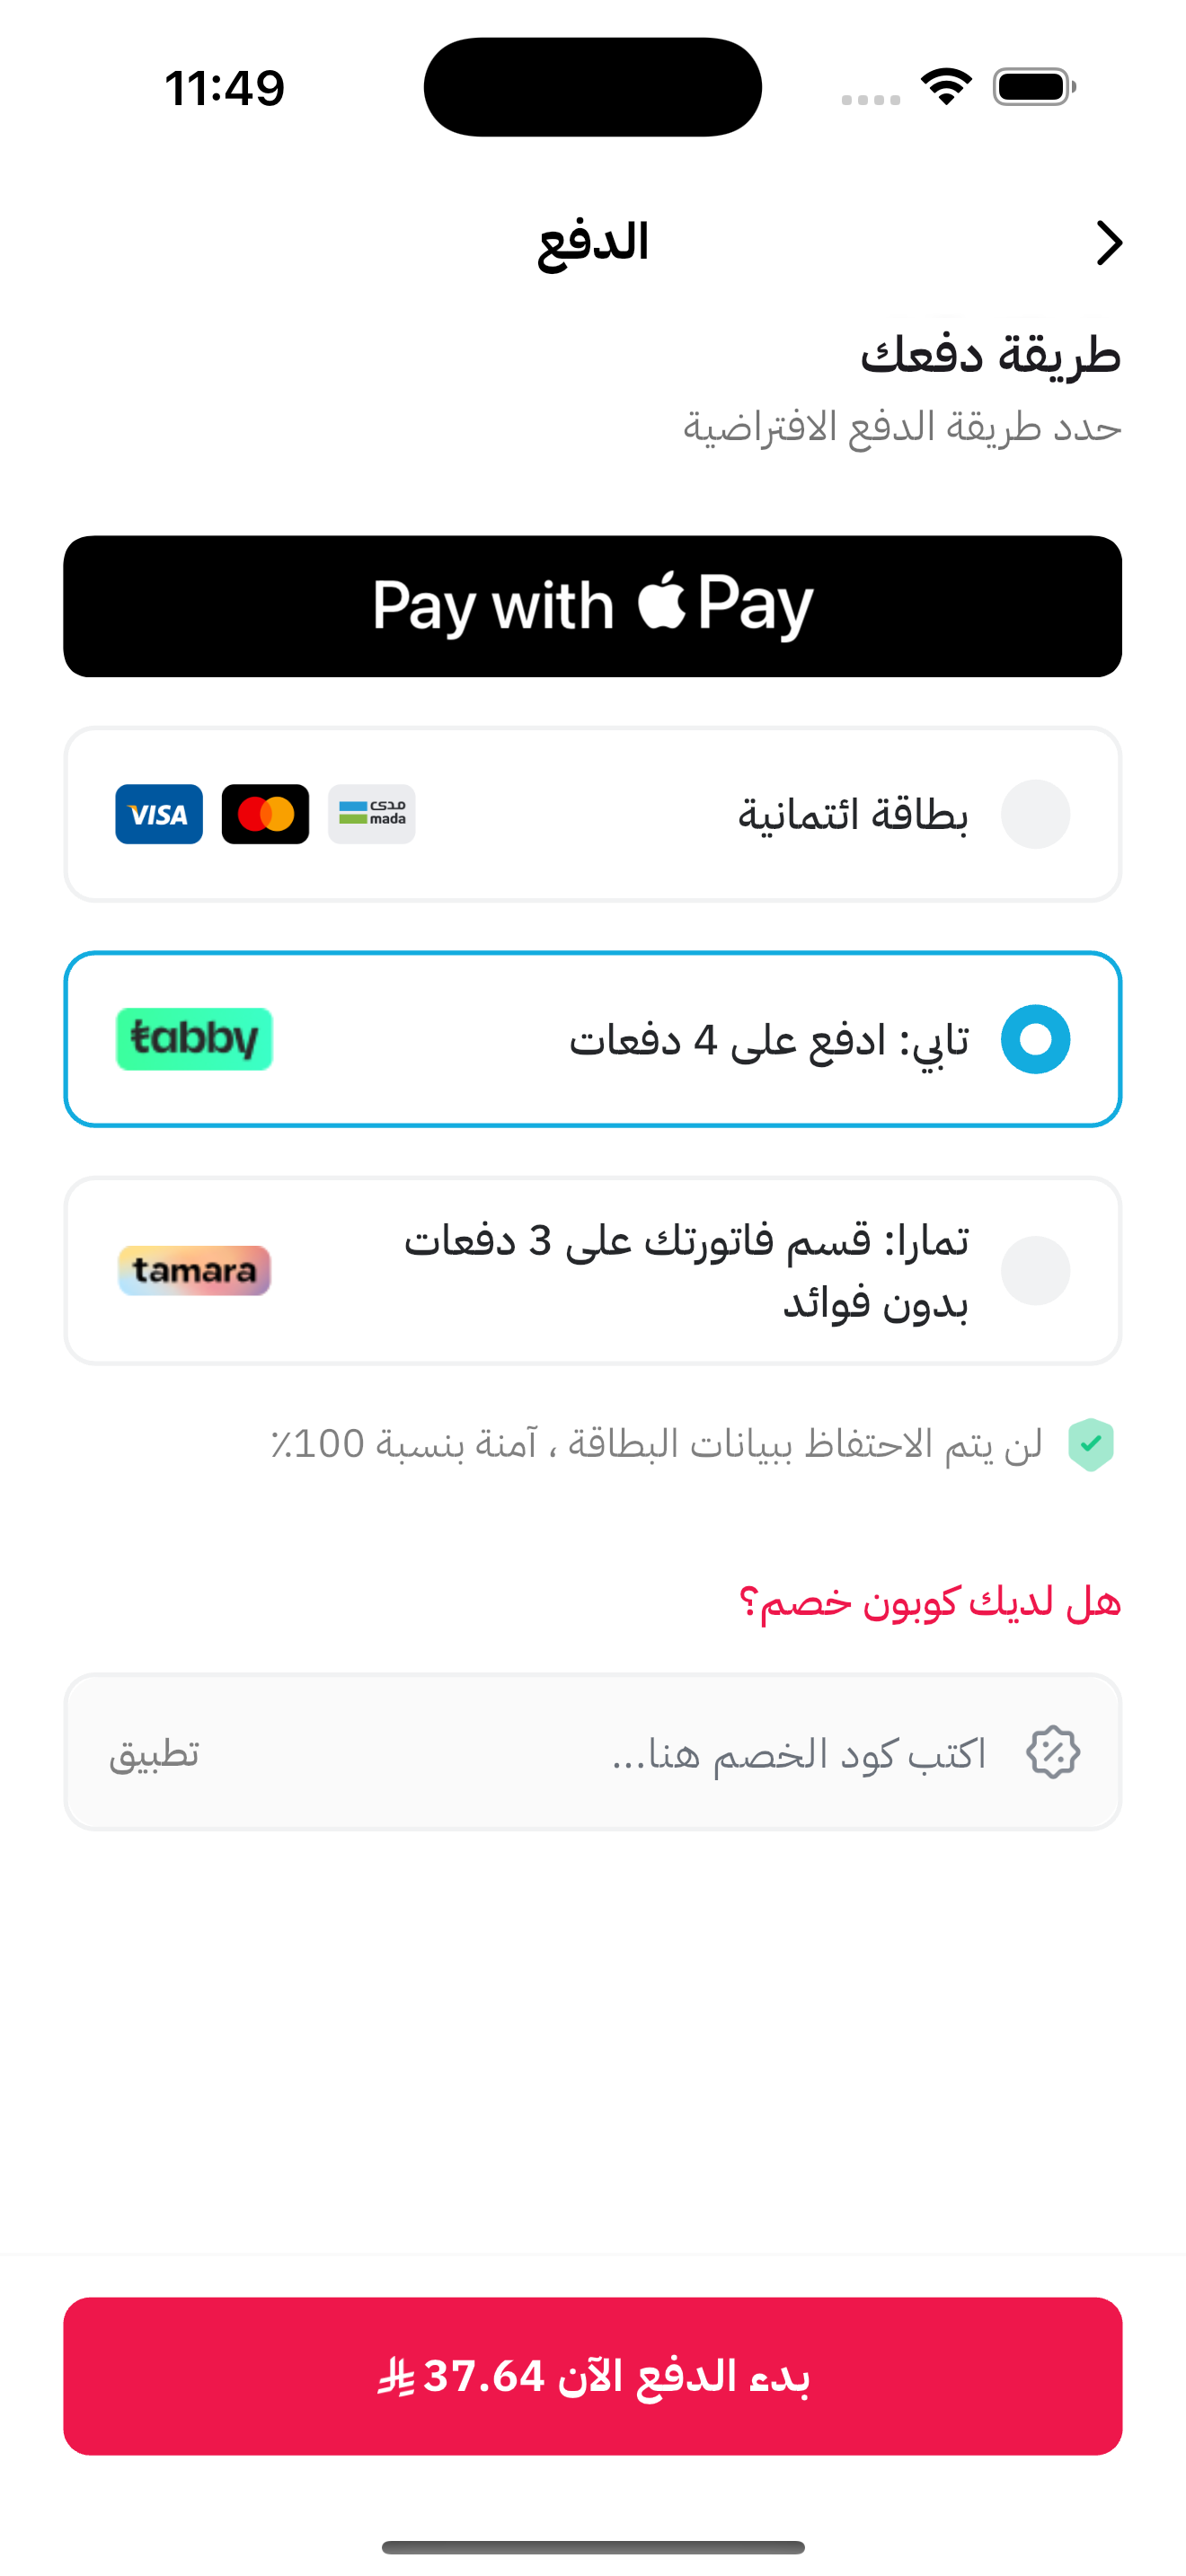 11:49
الدفع
طريقة دفعك
حدد طريقة الدفع الافتراضية
Pay with Pay
بطاقة ائتمانية
مدى
mada
VISA
تابي: ادفع على 4 دفعات
tabby
تمارا: قسم فاتورتك على 3 دفعات
بدون فوائد
tamara
لن يتم الاحتفاظ ببيانات البطاقة ، آمنة بنسبة 100٪
هل لديك كوبون خصم؟
اكتب كود الخصم هنا...
تطبيق
بدء الدفع الآن 37.64 ⃁